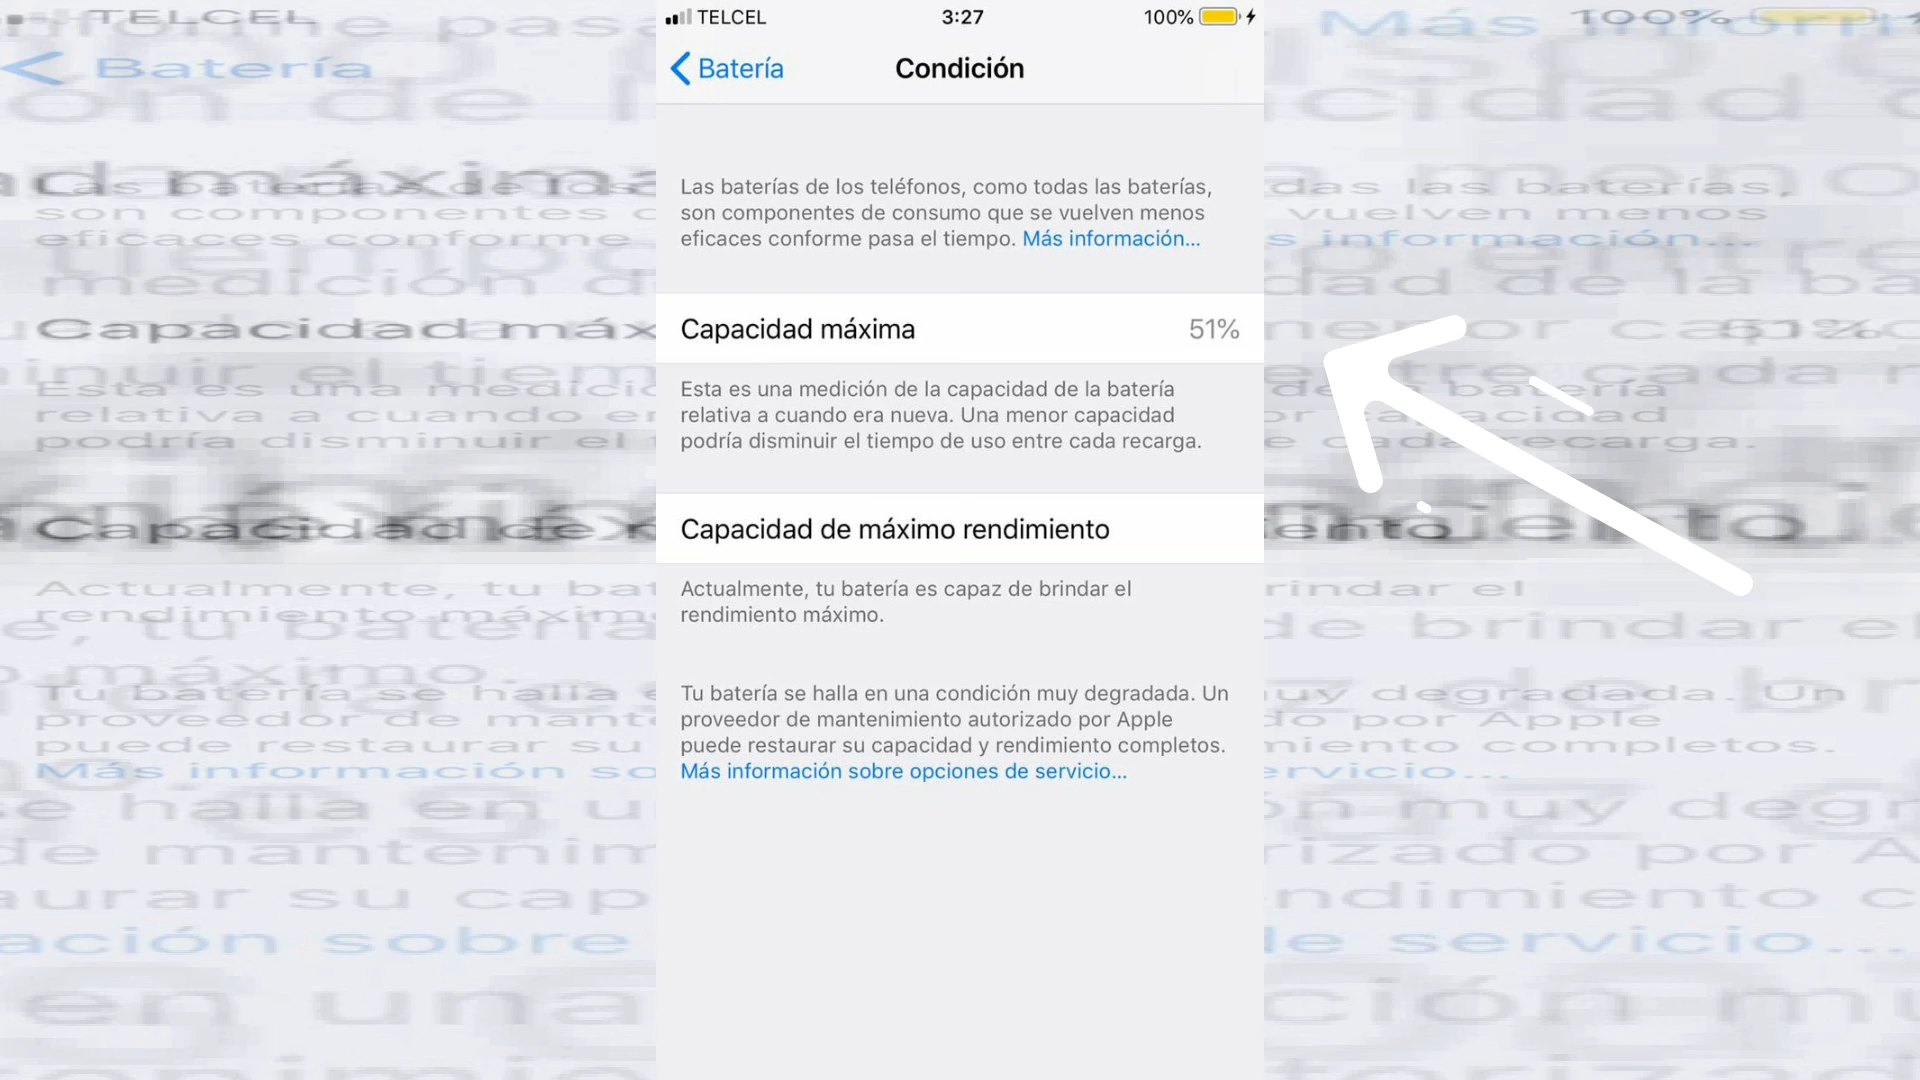 TELCEL 3:27 100%
Batería Condición
Las baterías de los teléfonos, como todas las baterías,
son componentes de consumo que se vuelven menos
eficaces conforme pasa el tiempo. Más información...
Capacidad máxima 51%
Esta es una medición de la capacidad de la batería
relativa a cuando era nueva. Una menor capacidad
podría disminuir el tiempo de uso entre cada recarga.
Capacidad de máximo rendimiento
Actualmente, tu batería es capaz de brindar el
rendimiento máximo.
Tu batería se halla en una condición muy degradada. Un
proveedor de mantenimiento autorizado por Apple
puede restaurar su capacidad y rendimiento completos.
Más información sobre opciones de servicio...